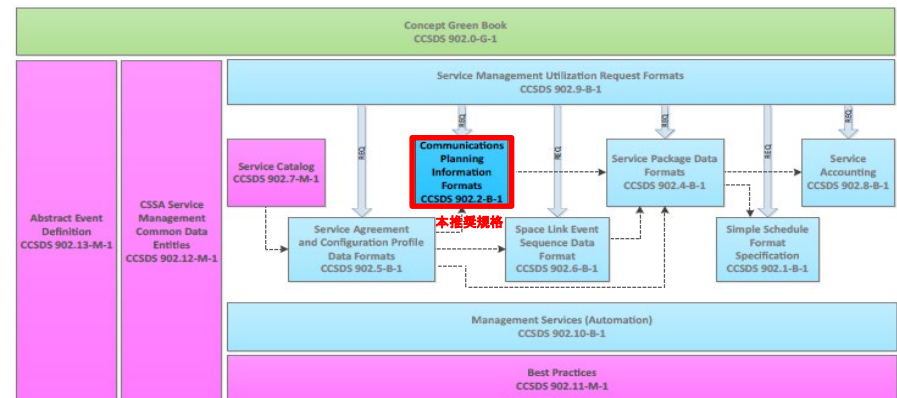 Concept Green Book
CCSDS 902.0-G-1
Service Management Utilization Request Formats
CCSDS 902.9-B-1
REQ
REQ
REQ
REQ
REQ
REQ
Abstract Event
Definition
CCSDS 902.13-M-1
CSSA Service
Management
Common Data
Entities
CCSDS 902.12-M-1
Service Catalog
CCSDS 902.7-M-1
Communications
Planning
Information
Formats
CCSDS 902.2-B-1
本推奨規格
Service Package Data
Formats
CCSDS 902.4-B-1
Service
Accounting
CCSDS 902.8-B-1
Service Agreement
and Configuration Profile
Data Formats
CCSDS 902.5-B-1
Space Link Event
Sequence Data
Format
CCSDS 902.6-B-1
Simple Schedule
Format
Specification
CCSDS 902.1-B-1
Management Services (Automation)
CCSDS 902.10-B-1
Best Practices
CCSDS 902.11-M-1